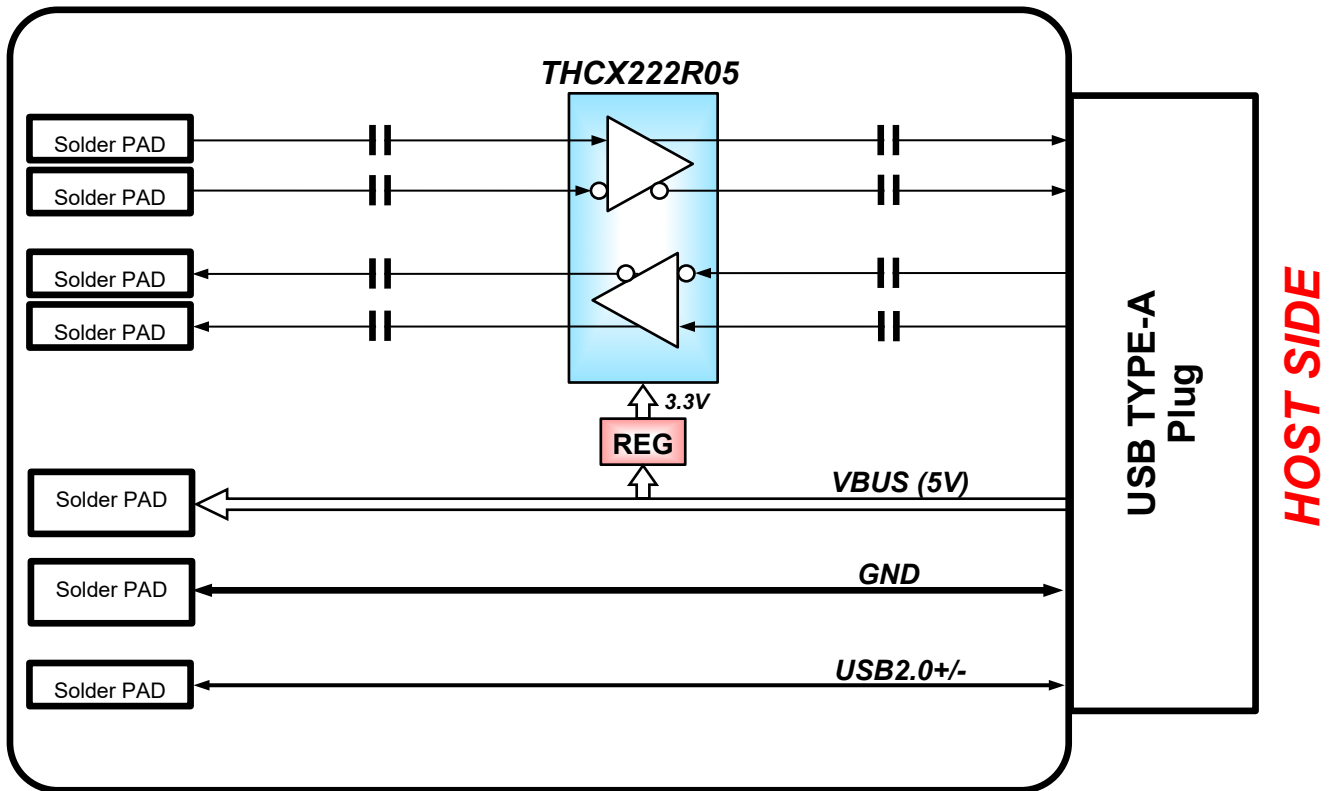 THCX222R05
Solder PAD
Solder PAD
Solder PAD
Solder PAD
3.3V
REG
VBUS (5V)
Solder PAD
GND
Solder PAD
USB2.0+/-
Solder PAD
USB TYPE-A
Plug
HOST SIDE